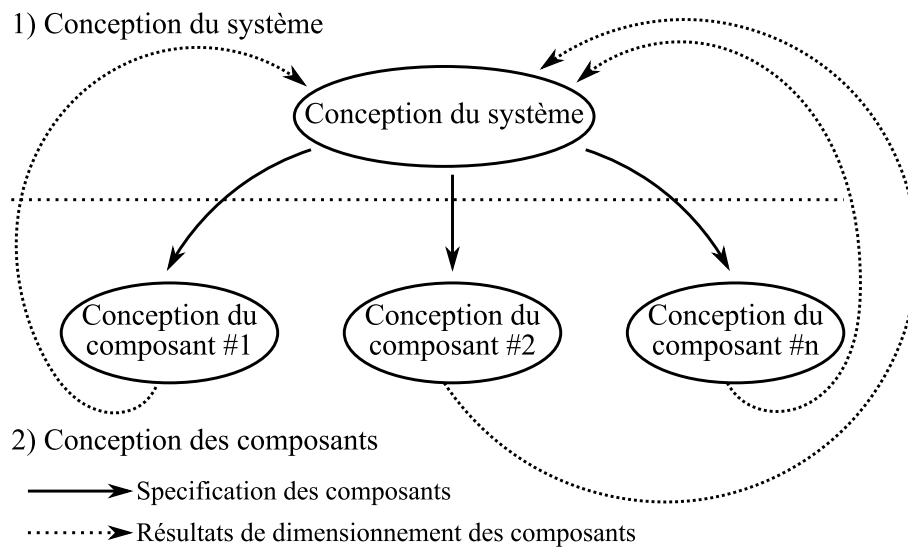 1) Conception du système
Conception du système
Conception du
composant #1
Conception du
composant #2
Conception du
composant #n
2) Conception des composants
Specification des composants
Résultats de dimensionnement des composants